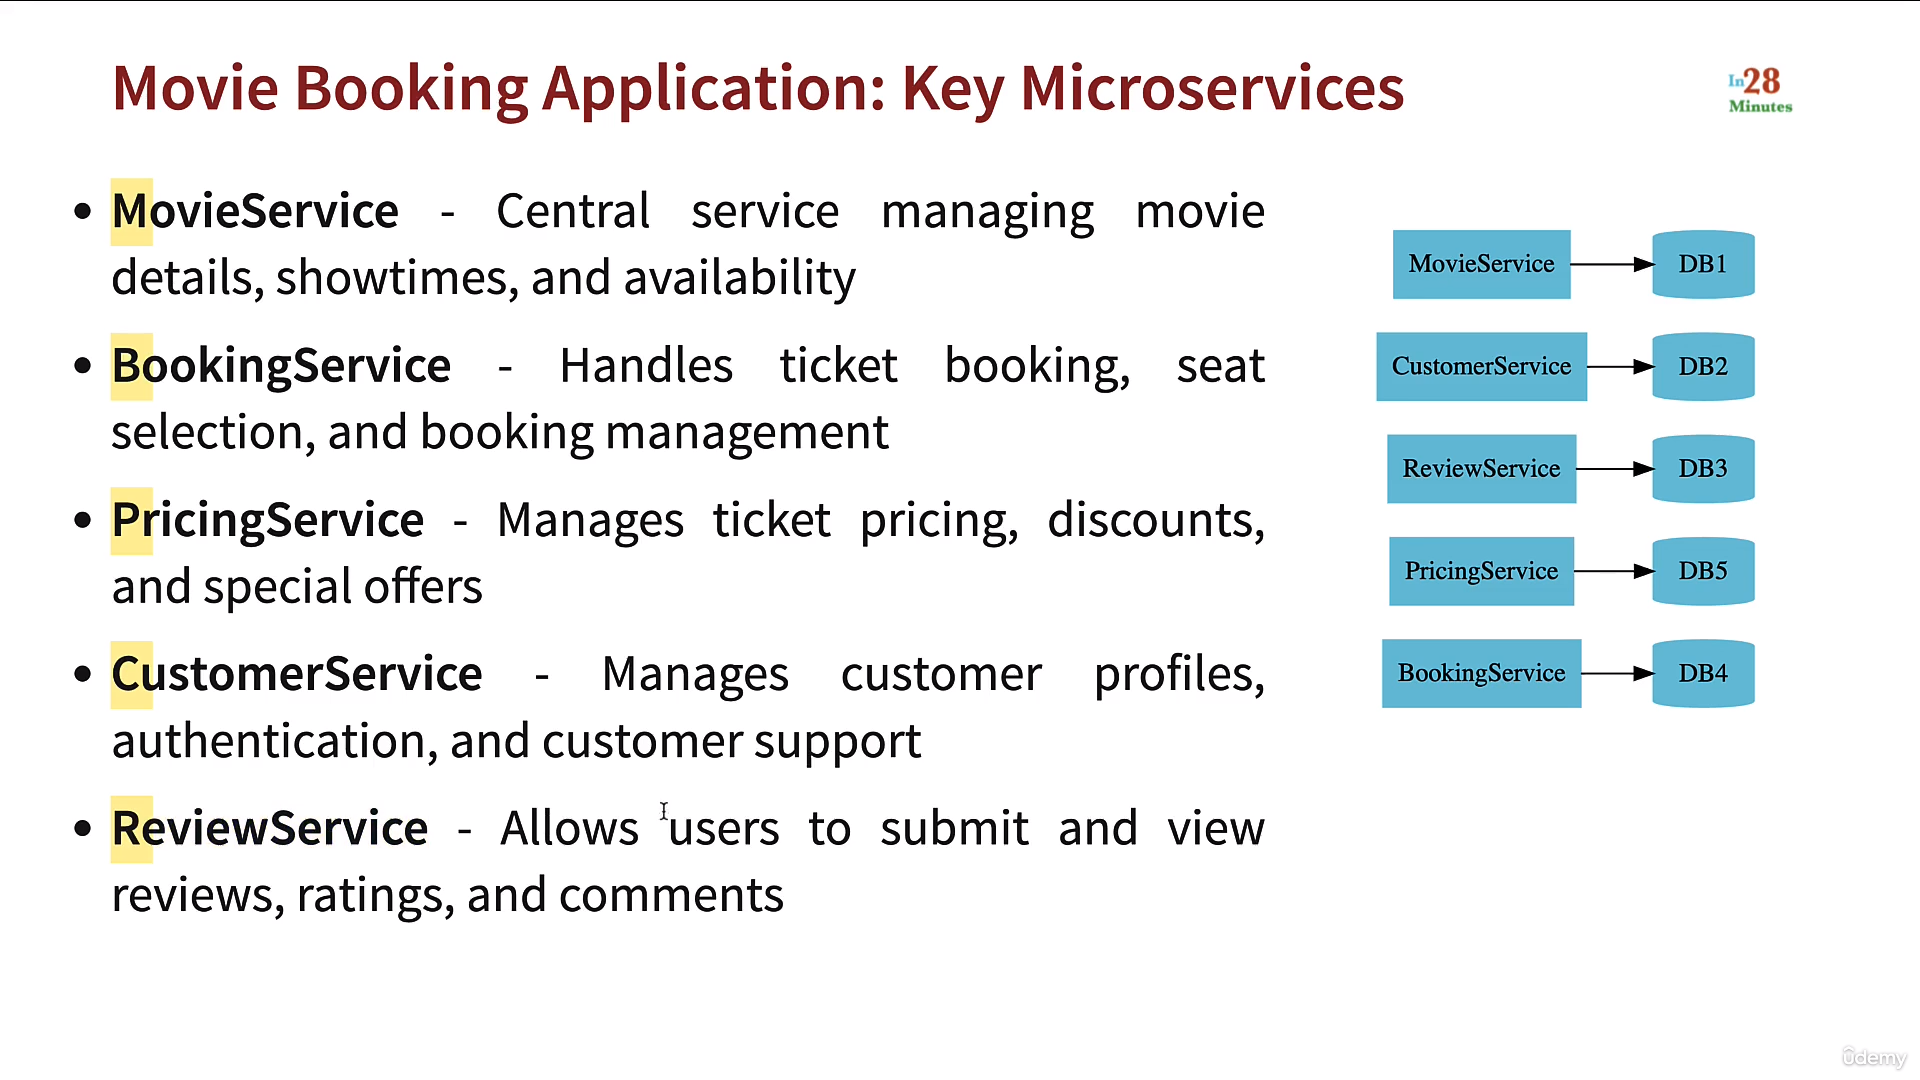 Movie Booking Application: Key Microservices
In28
Minutes
• MovieService - Central service managing movie
details, showtimes, and availability
• BookingService - Handles ticket booking, seat
selection, and booking management
• PricingService - Manages ticket pricing, discounts,
and special offers
• CustomerService - Manages customer profiles,
authentication, and customer support
• ReviewService - Allows users to submit and view
reviews, ratings, and comments
MovieService DB1
CustomerService DB2
ReviewService DB3
PricingService DB5
BookingService DB4
ûdemy